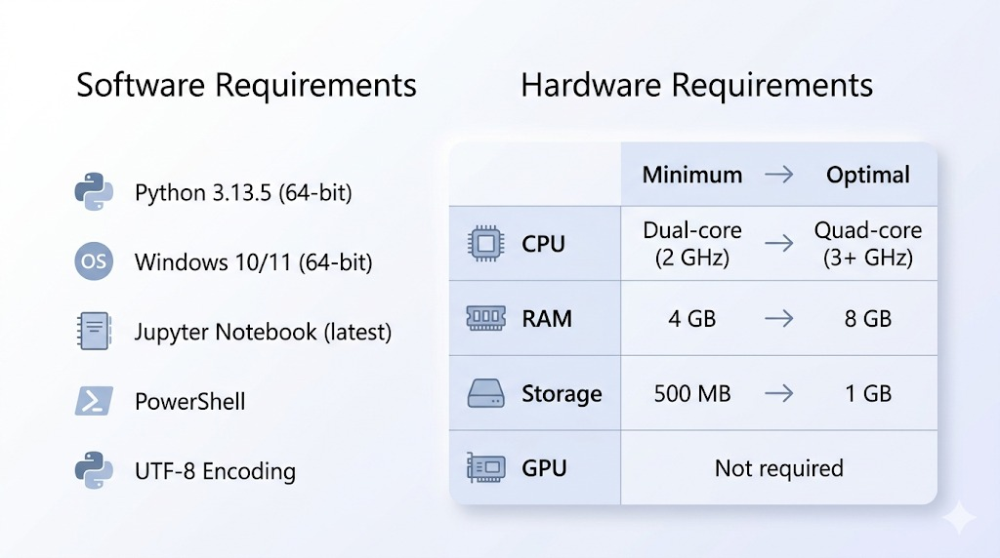 Software Requirements
Python 3.13.5 (64-bit)
OS
Windows 10/11 (64-bit)
Jupyter Notebook (latest)
PowerShell
UTF-8 Encoding
Hardware Requirements
Minimum → Optimal
CPU Dual-core (2 GHz) → Quad-core (3+ GHz)
RAM 4 GB → 8 GB
Storage 500 MB → 1 GB
GPU Not required